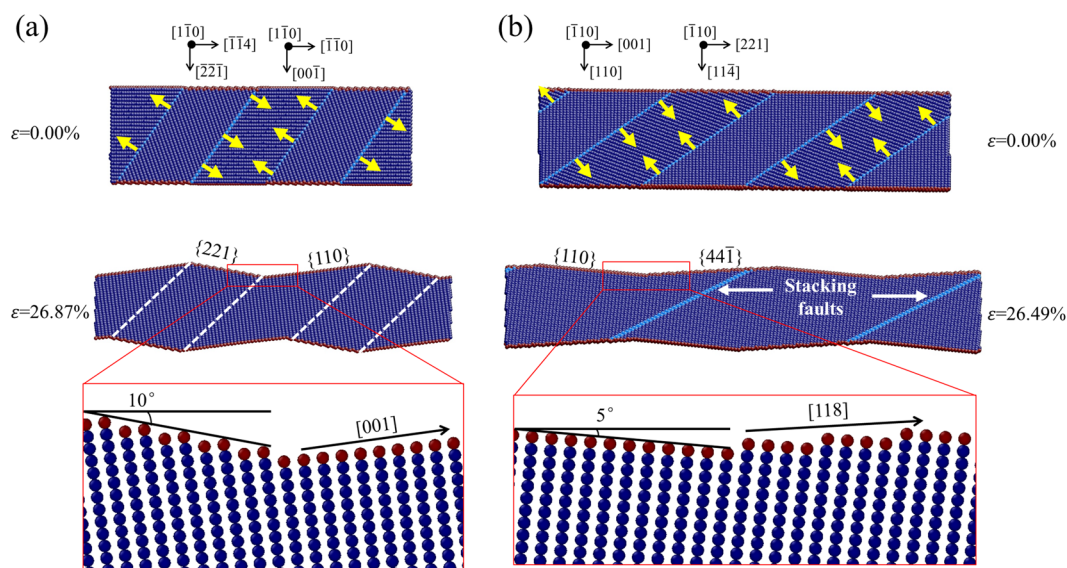 (a)
[11̅0]
[1̅1̅4]
[2̅2̅1̅]
[11̅0]
[1̅1̅0]
[001̅]
ε=0.00%
{221}
{110}
ε=26.87%
10°
[001]
(b)
[1̅10]
[001]
[110]
[1̅10]
[221]
[114̅]
ε=0.00%
{110}
{441̅}
Stacking
faults
ε=26.49%
5°
[118]